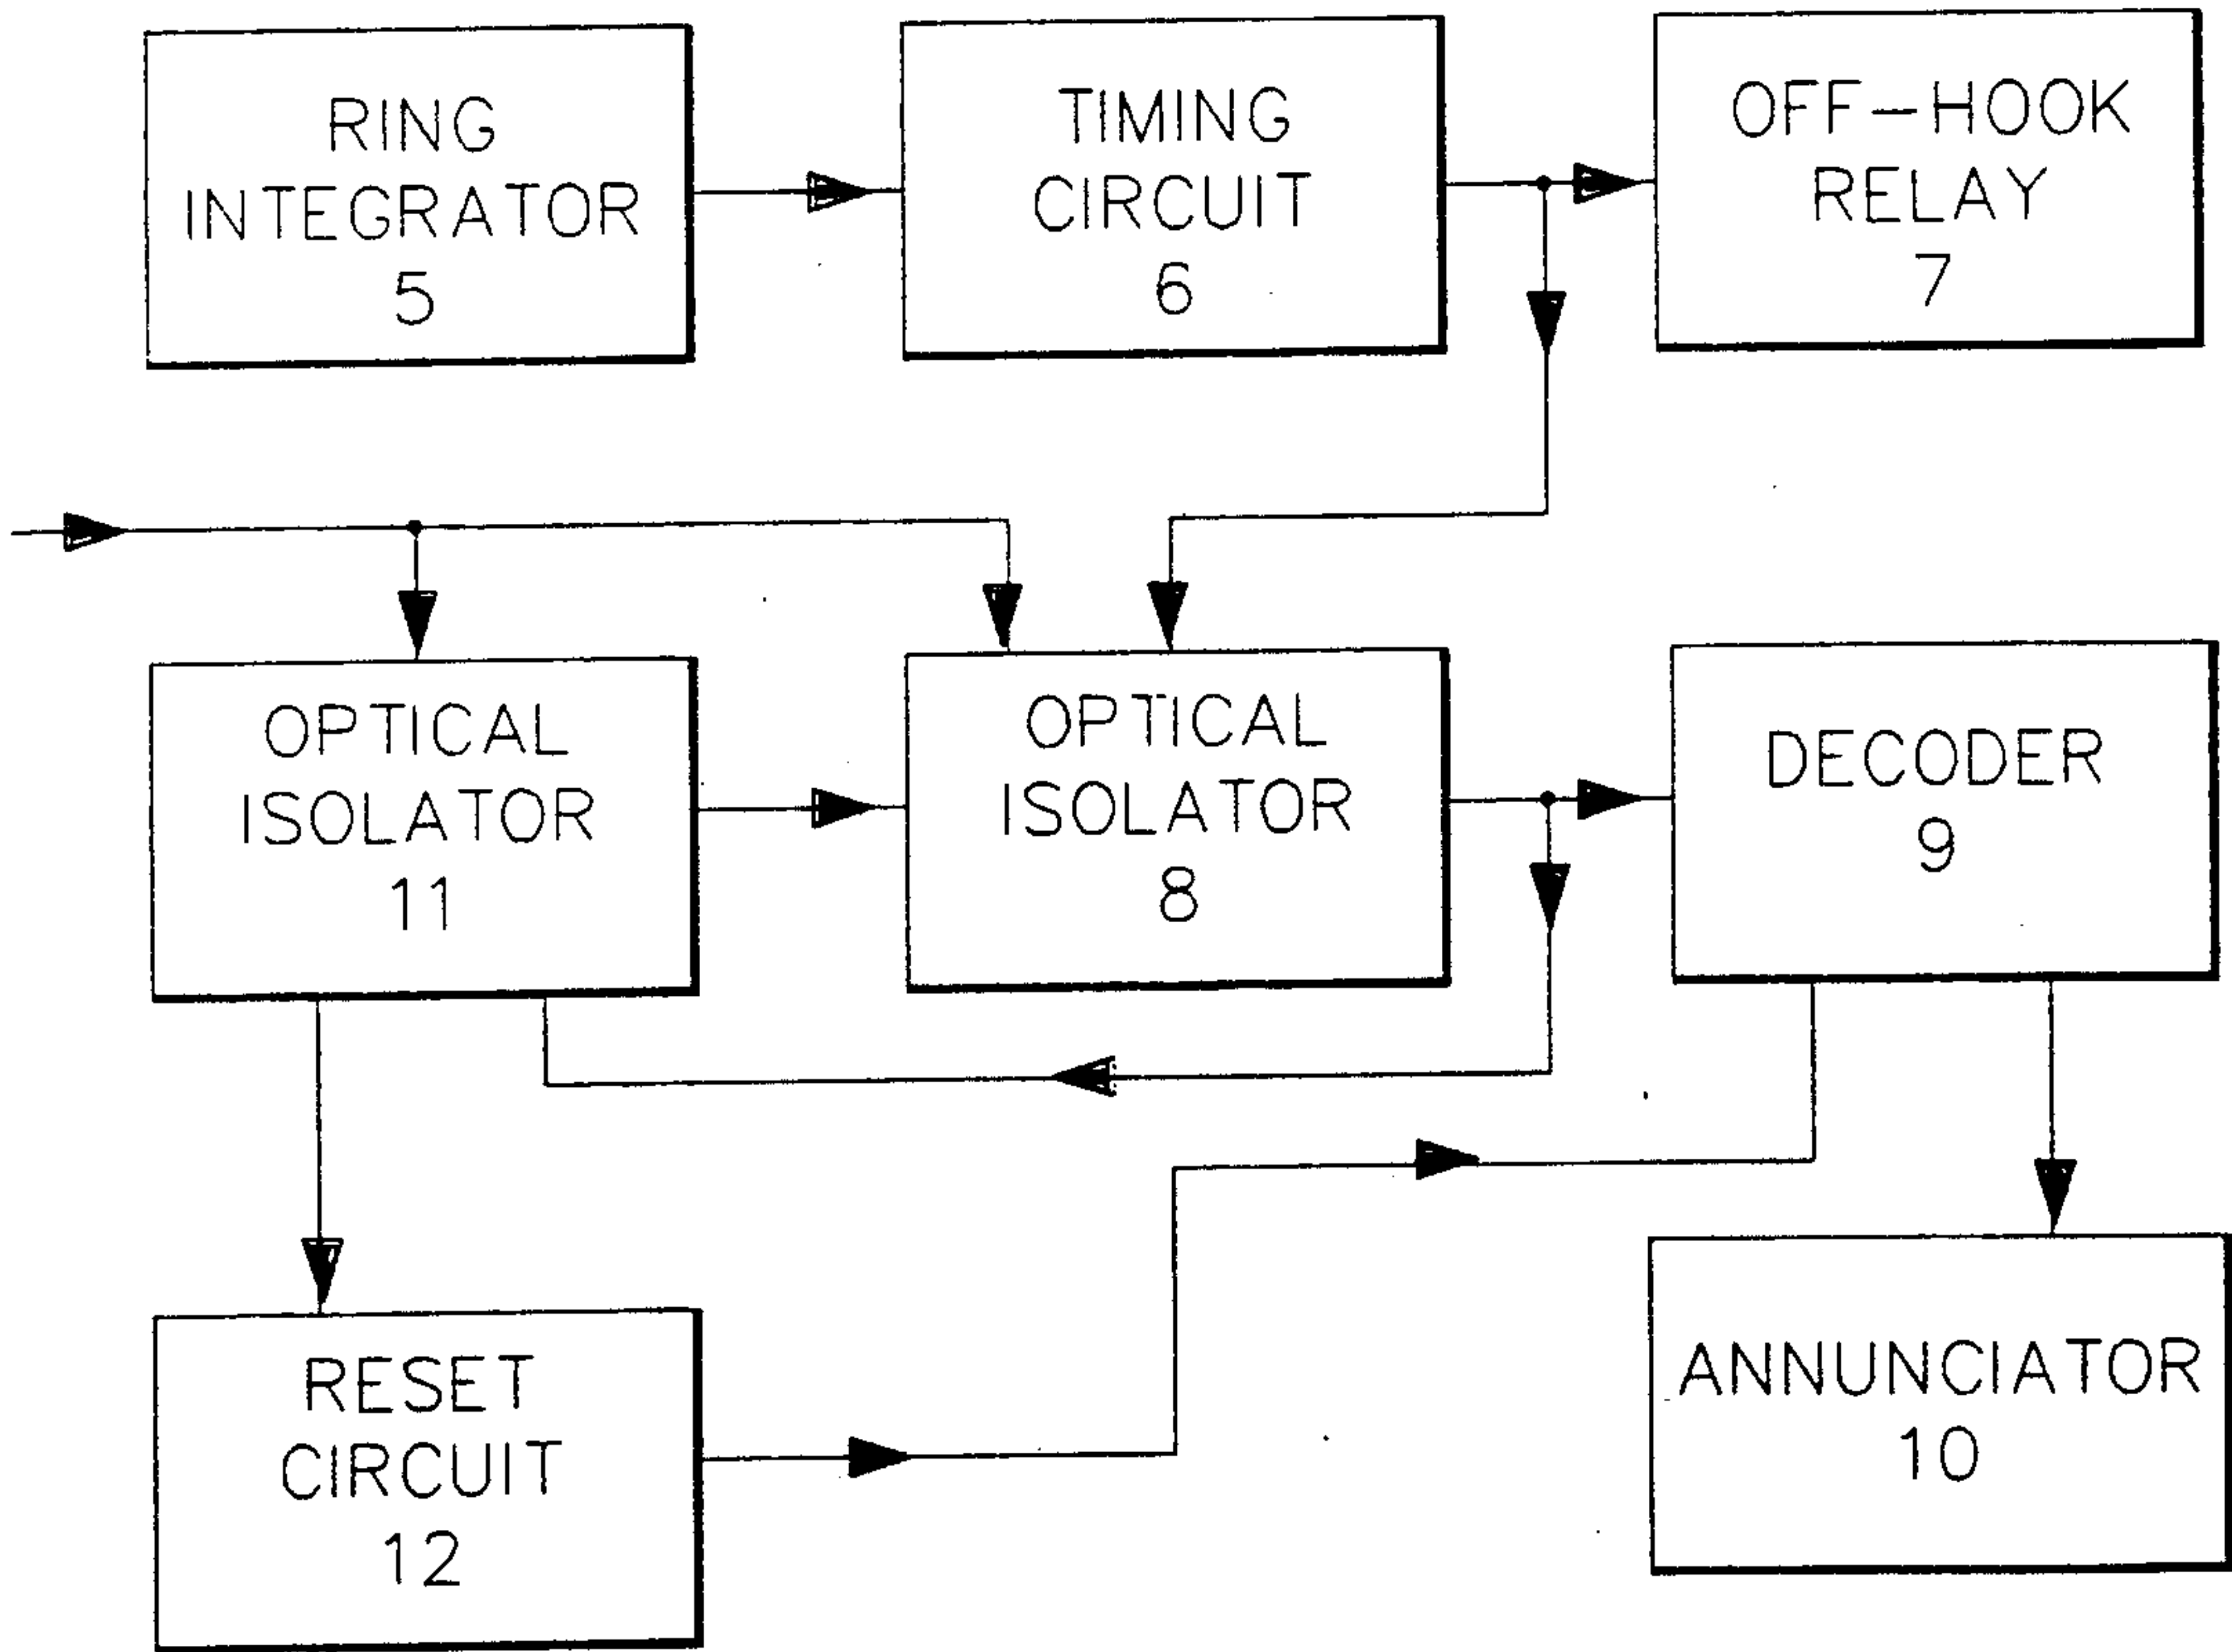 RING
INTEGRATOR
5
TIMING
CIRCUIT
6
OFF-HOOK
RELAY
7
OPTICAL
ISOLATOR
11
OPTICAL
ISOLATOR
8
DECODER
9
RESET
CIRCUIT
12
ANNUNCIATOR
10